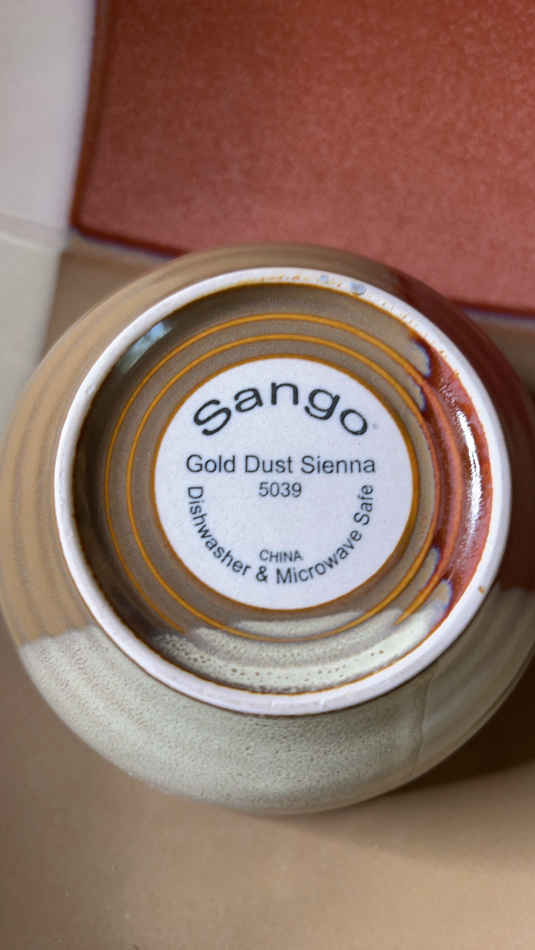 Sango
Gold Dust Sienna
5039
CHINA
Dishwasher & Microwave Safe